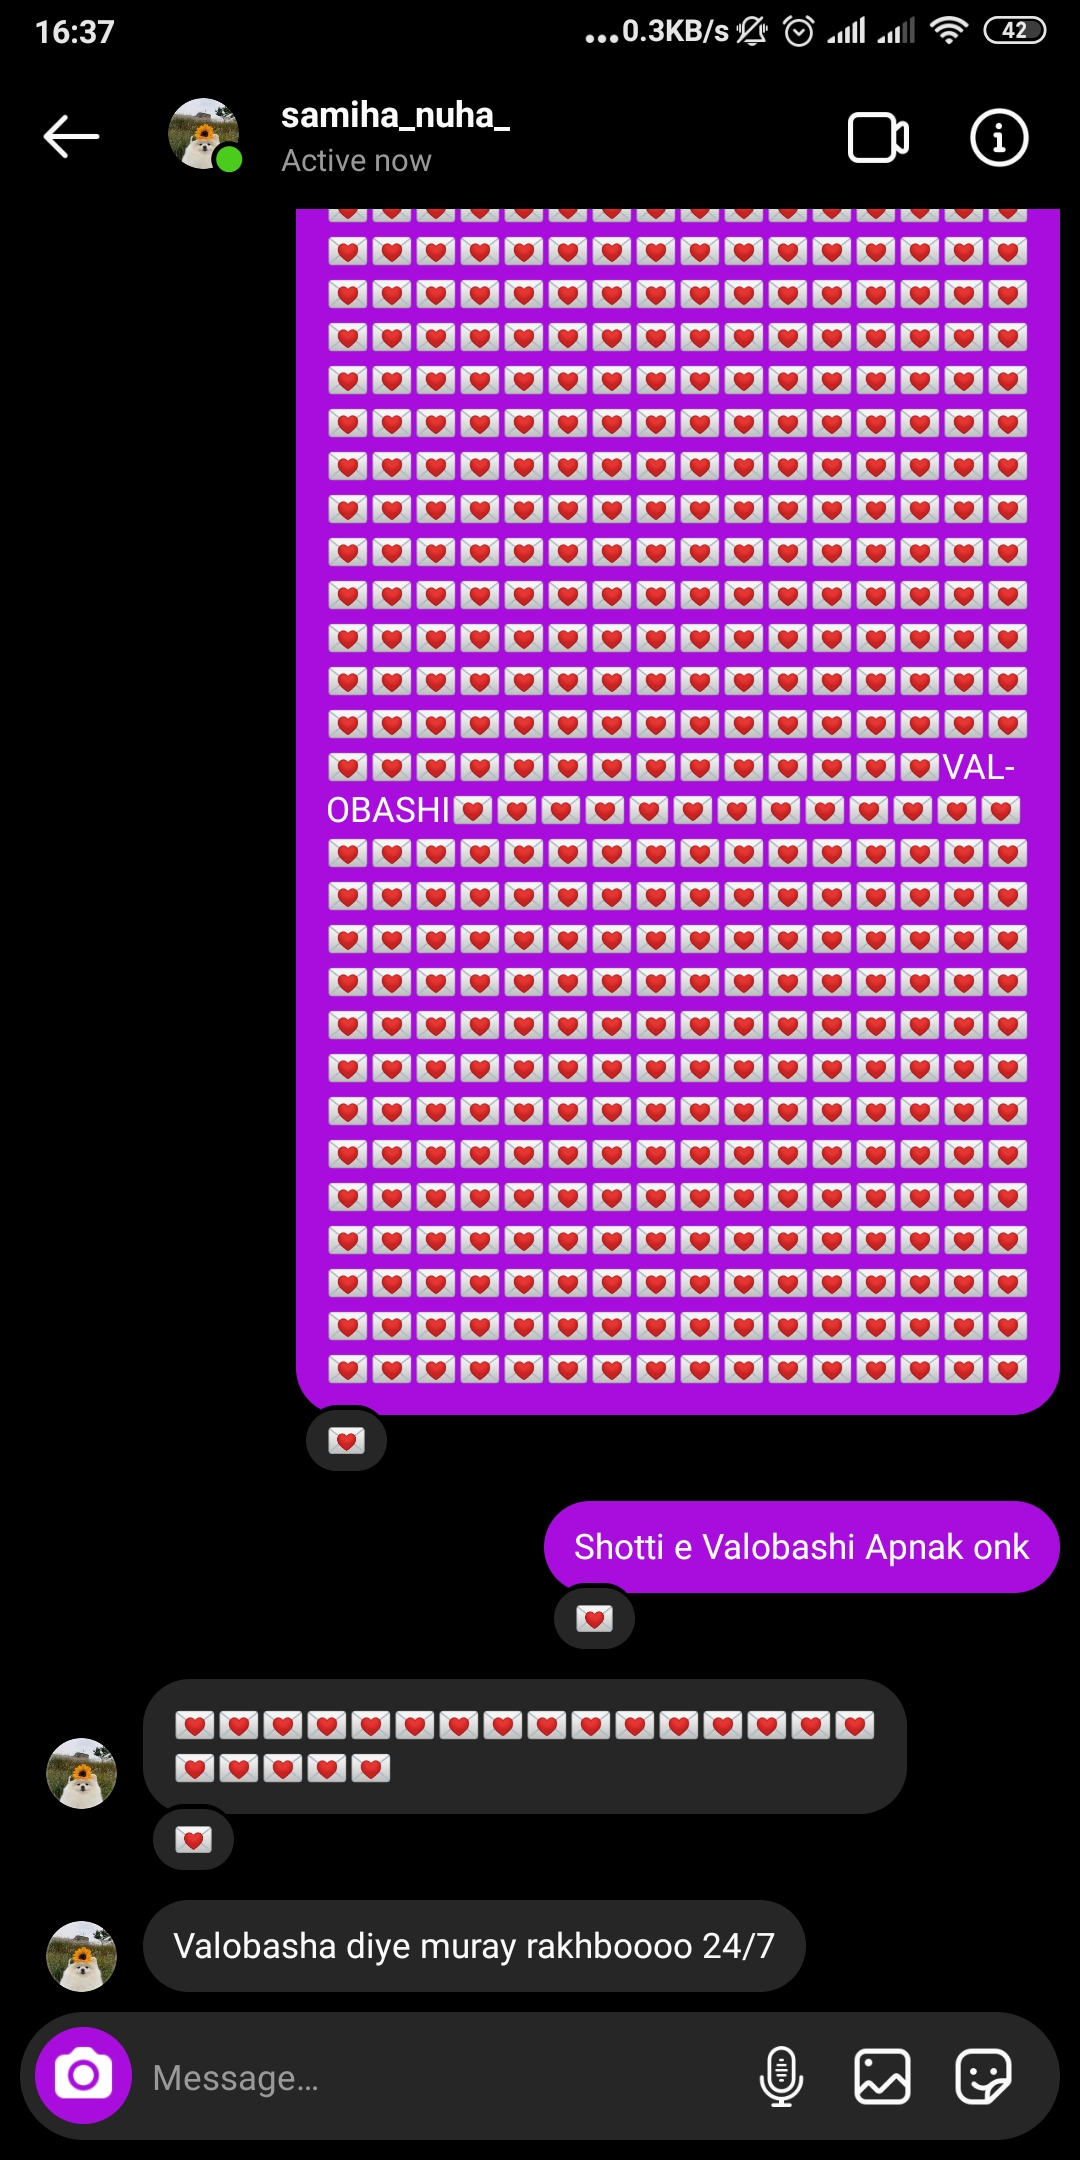 16:37
...0.3KB/s 42
samiha_nuha_
Active now
VAL-
OBASHI
Shotti e Valobashi Apnak onk
Valobasha diye muray rakhboooo 24/7
Message...